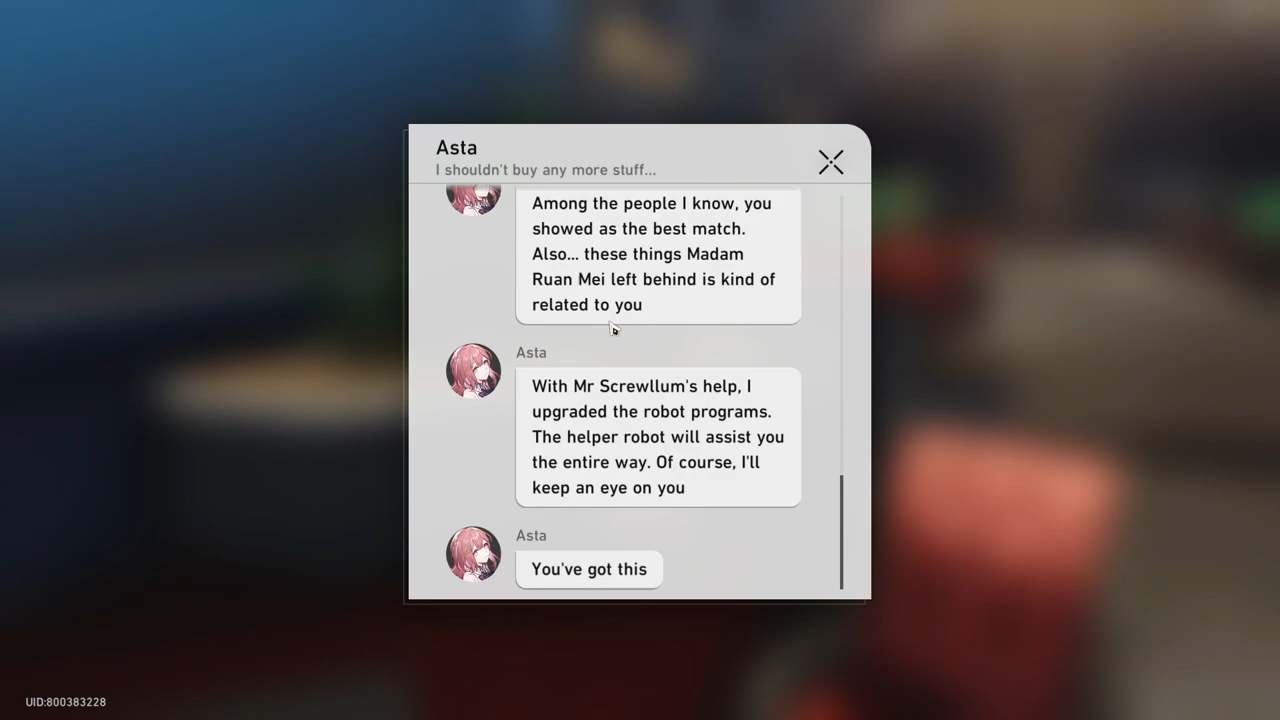 Asta
I shouldn't buy any more stuff...
Among the people I know, you
showed as the best match.
Also... these things Madam
Ruan Mei left behind is kind of
related to you
Asta
With Mr Screwllum's help, I
upgraded the robot programs.
The helper robot will assist you
the entire way. Of course, I'll
keep an eye on you
Asta
You've got this
UID:800383228